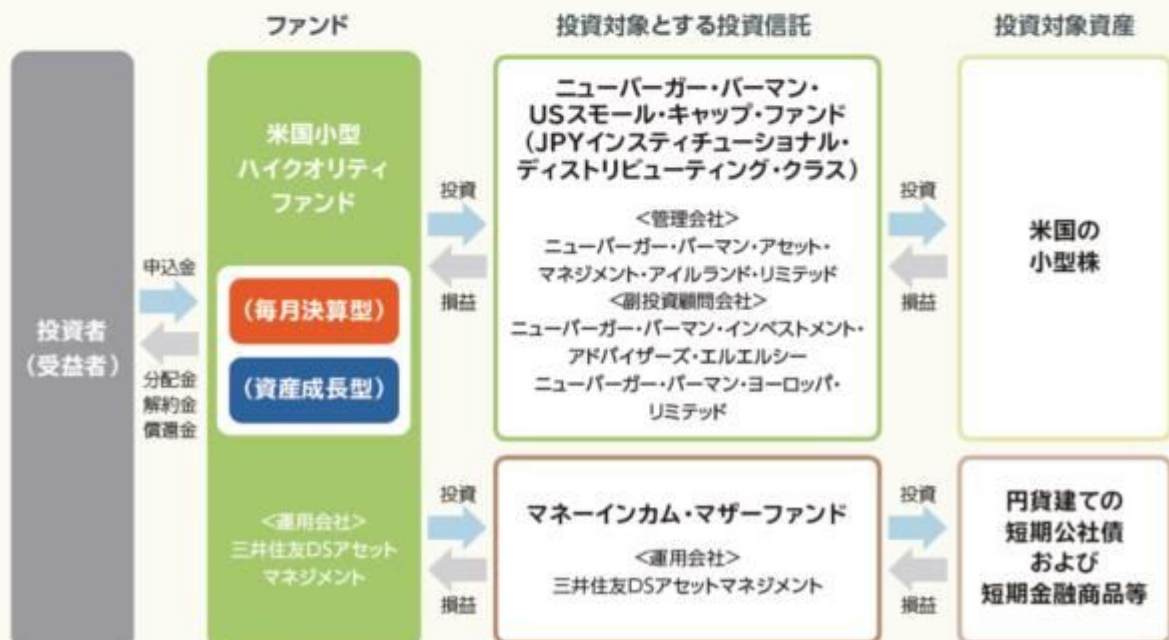 ファンド
投資対象とする投資信託
投資対象資産
投資者
(受益者)
申込金
分配金
解約金
償還金
米国小型
ハイクオリティ
ファンド
(毎月決算型)
(資産成長型)
<運用会社>
三井住友DSアセット
マネジメント
投資
損益
ニューバーガー・バーマン・
USスモール・キャップ・ファンド
(JPYインスティチューショナル・
ディストリビューティング・クラス)
<管理会社>
ニューバーガー・バーマン・アセット・
マネジメント・アイルランド・リミテッド
<副投資顧問会社>
ニューバーガー・バーマン・インベストメント・
アドバイザーズ・エルエルシー
ニューバーガー・バーマン・ヨーロッパ・
リミテッド
投資
損益
米国の
小型株
投資
損益
マネーインカム・マザーファンド
<運用会社>
三井住友DSアセットマネジメント
投資
損益
円貨建ての
短期公社債
および
短期金融商品等